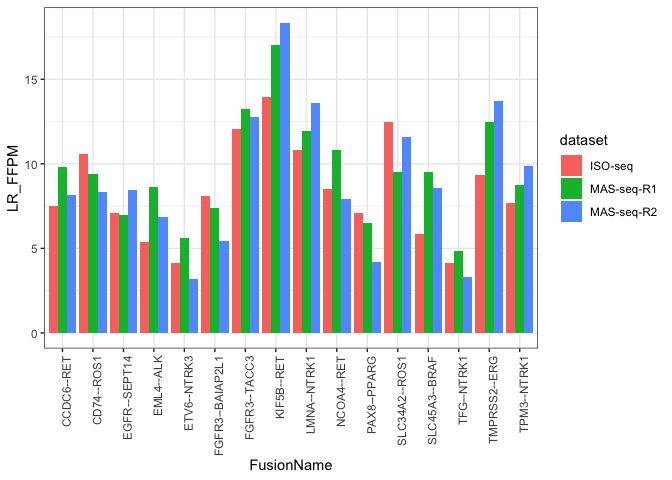 LR_FFPM
15
10
5
0
CCDC6--RET
CD74--ROS1
EGFR--SEPT14
EML4--ALK
ETV6--NTRK3
FGFR3--BAIAP2L1
FGFR3--TACC3
KIF5B--RET
LMNA--NTRK1
NCOA4--RET
PAX8--PPARG
SLC34A2--ROS1
SLC45A3--BRAF
TFG--NTRK1
TMPRSS2--ERG
TPM3--NTRK1
FusionName
dataset
ISO-seq
MAS-seq-R1
MAS-seq-R2